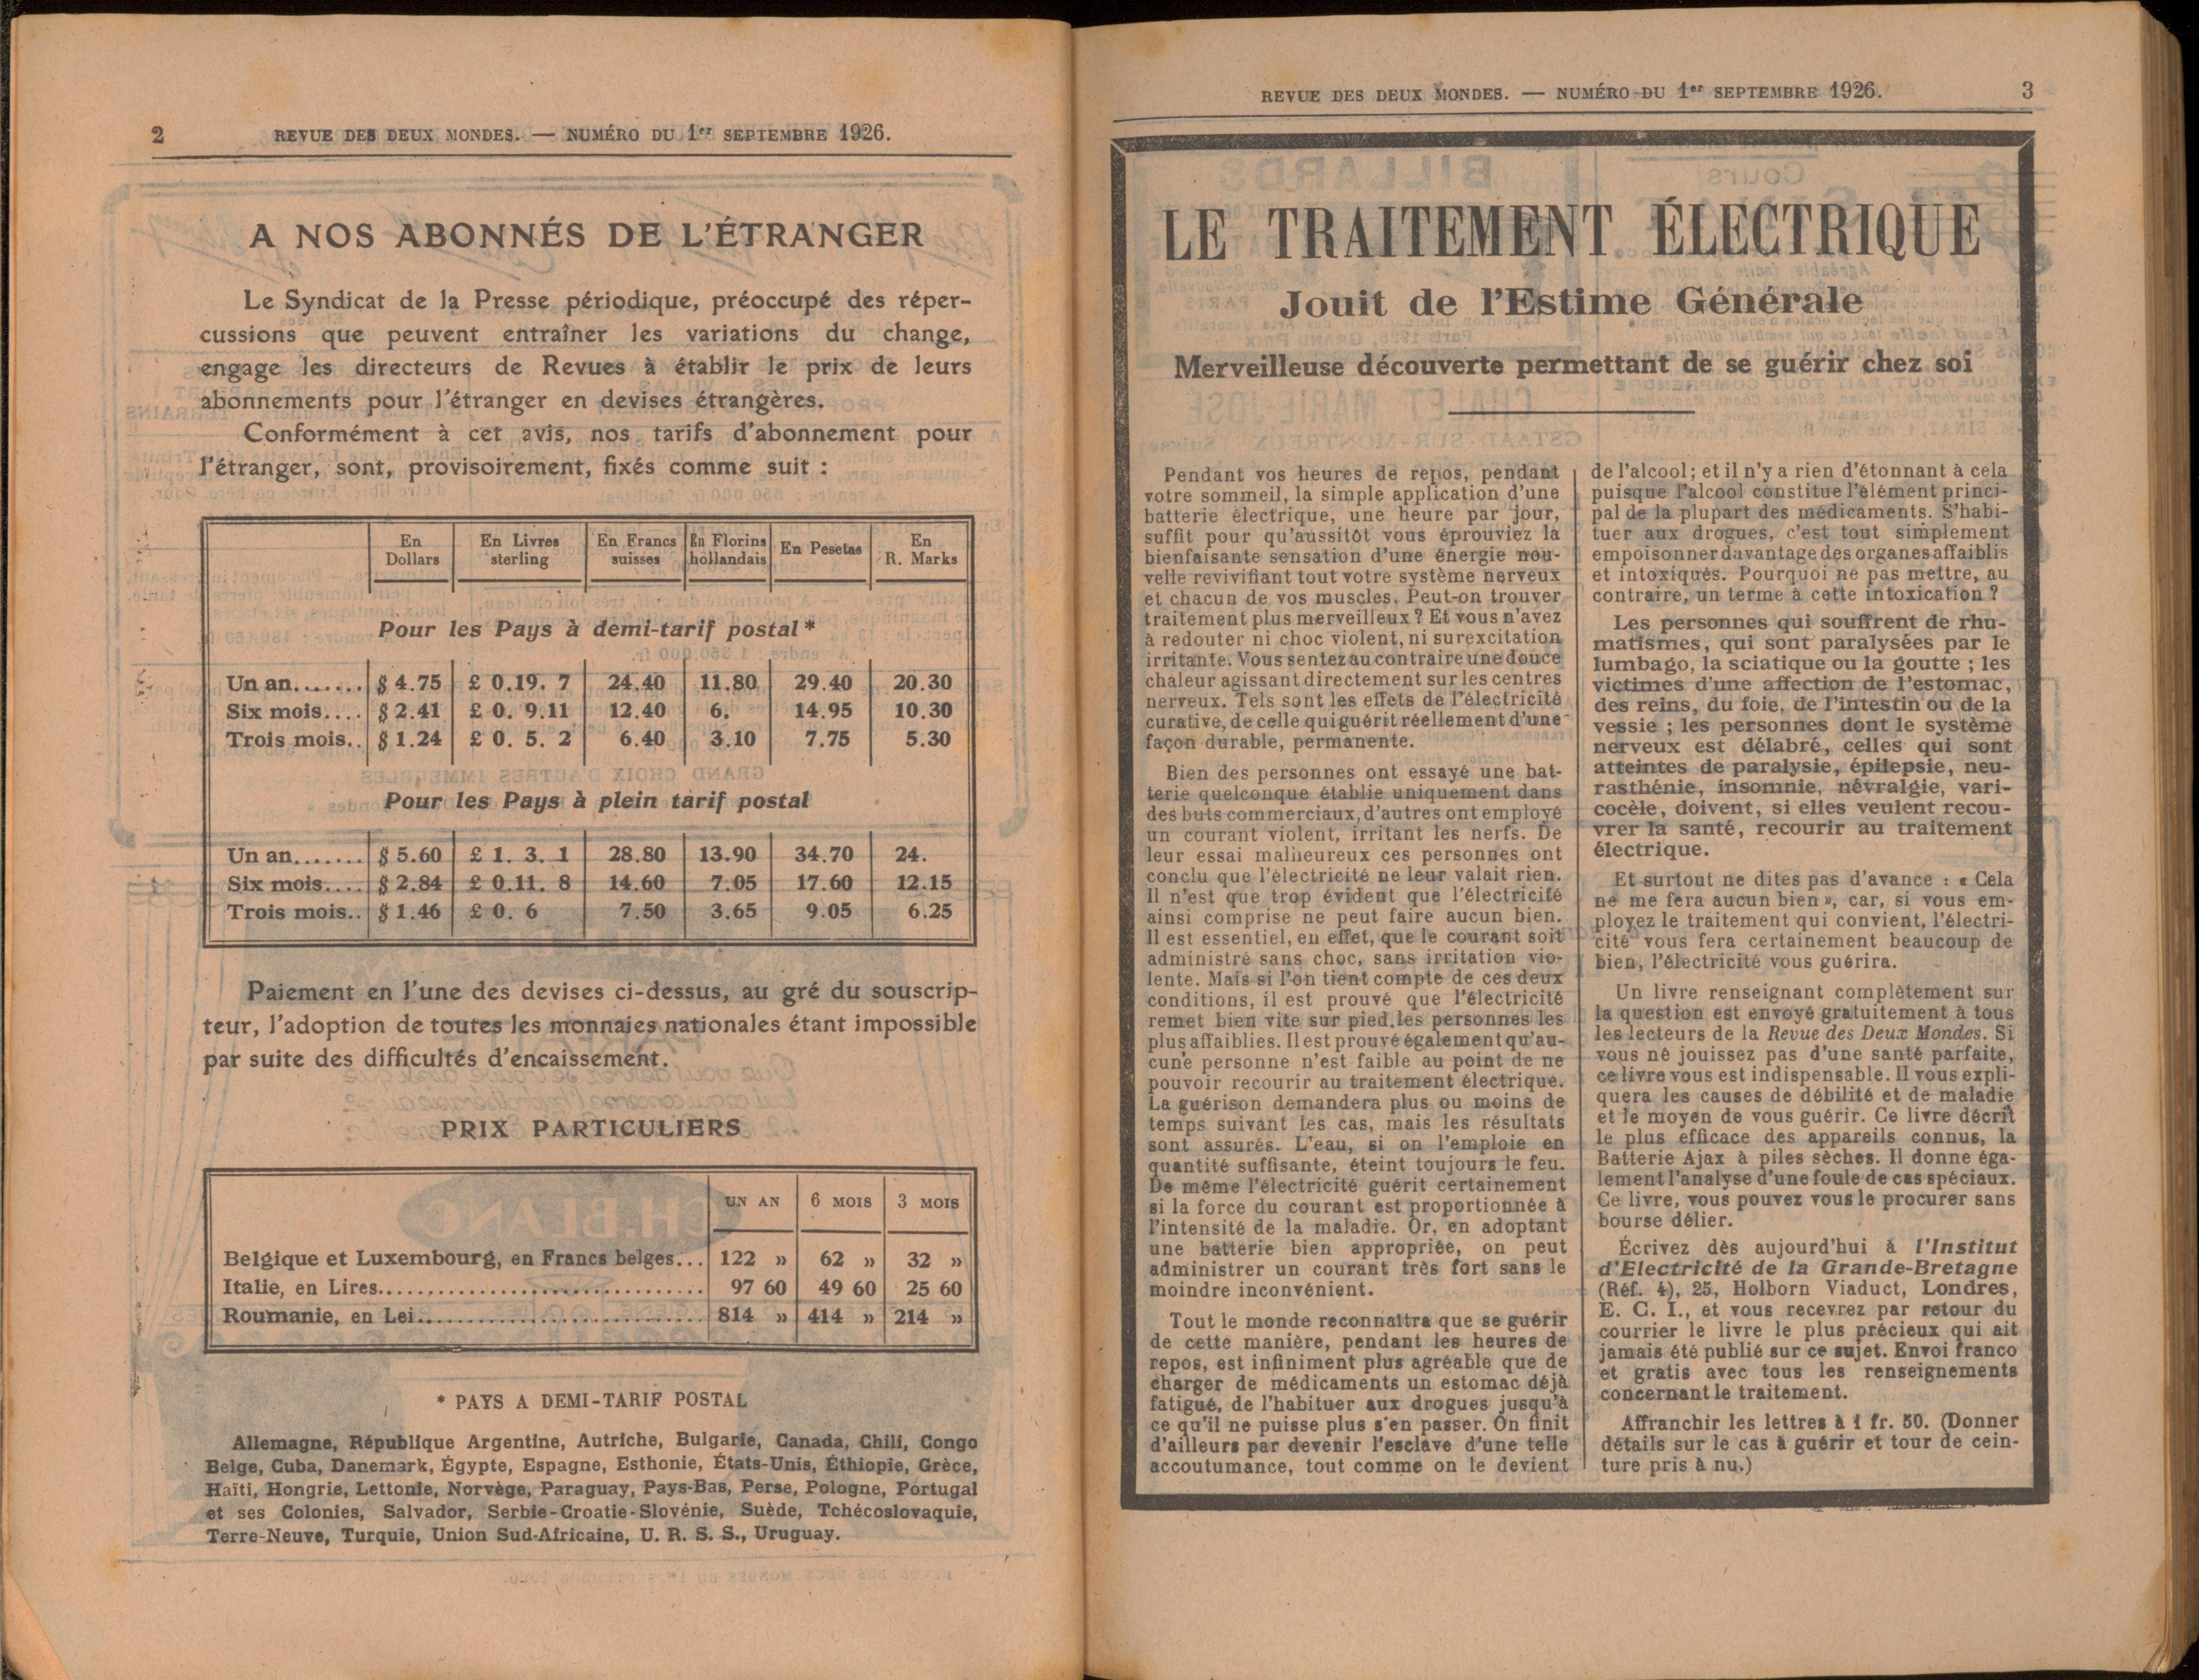 2 REVUE DES DEUX MONDES. — NUMÉRO DU 1er SEPTEMBRE 1926.
A NOS ABONNÉS DE L'ÉTRANGER
Le Syndicat de la Presse périodique, préoccupé des réper-
cussions que peuvent entraîner les variations du change,
engage les directeurs de Revues à établir le prix de leurs
abonnements pour l'étranger en devises étrangères.
Conformément à cet avis, nos tarifs d'abonnement pour
l'étranger, sont, provisoirement, fixés comme suit :
En Dollars | En Livres sterling | En Francs suisses | En Florins hollandais | En Pesetas | En R. Marks
Pour les Pays à demi-tarif postal*
Un an....... $ 4.75 £ 0.19. 7 24.40 11.80 29.40 20.30
Six mois.... $ 2.41 £ 0. 9.11 12.40 6. 14.95 10.30
Trois mois.. $ 1.24 £ 0. 5. 2 6.40 3.10 7.75 5.30
Pour les Pays à plein tarif postal
Un an....... $ 5.60 £ 1. 3. 1 28.80 13.90 34.70 24.
Six mois.... $ 2.84 £ 0.11. 8 14.60 7.05 17.60 12.15
Trois mois.. $ 1.46 £ 0. 6 7.50 3.65 9.05 6.25
Paiement en l'une des devises ci-dessus, au gré du souscrip-
teur, l'adoption de toutes les monnaies nationales étant impossible
par suite des difficultés d'encaissement.
PRIX PARTICULIERS
UN AN 6 MOIS 3 MOIS
Belgique et Luxembourg, en Francs belges... 122 » 62 » 32 »
Italie, en Lires................................ 97 60 49 60 25 60
Roumanie, en Lei............................ 814 » 414 » 214 »
* PAYS A DEMI-TARIF POSTAL
Allemagne, République Argentine, Autriche, Bulgarie, Canada, Chili, Congo
Belge, Cuba, Danemark, Égypte, Espagne, Esthonie, États-Unis, Éthiopie, Grèce,
Haïti, Hongrie, Lettonie, Norvège, Paraguay, Pays-Bas, Perse, Pologne, Portugal
et ses Colonies, Salvador, Serbie-Croatie-Slovénie, Suède, Tchécoslovaquie,
Terre-Neuve, Turquie, Union Sud-Africaine, U. R. S. S., Uruguay.
REVUE DES DEUX MONDES. — NUMÉRO DU 1er SEPTEMBRE 1926. 3
LE TRAITEMENT ÉLECTRIQUE
Jouit de l'Estime Générale
Merveilleuse découverte permettant de se guérir chez soi
Pendant vos heures de repos, pendant
votre sommeil, la simple application d'une
batterie électrique, une heure par jour,
suffit pour qu'aussitôt vous éprouviez la
bienfaisante sensation d'une énergie nou-
velle revivifiant tout votre système nerveux
et chacun de vos muscles. Peut-on trouver
traitement plus merveilleux ? Et vous n'avez
à redouter ni choc violent, ni surexcitation
irritante. Vous sentez au contraire une douce
chaleur agissant directement sur les centres
nerveux. Tels sont les effets de l'électricité
curative, de celle qui guérit réellement d'une
façon durable, permanente.
Bien des personnes ont essayé une bat-
terie quelconque établie uniquement dans
des buts commerciaux, d'autres ont employé
un courant violent, irritant les nerfs. De
leur essai malheureux ces personnes ont
conclu que l'électricité ne leur valait rien.
Il n'est que trop évident que l'électricité
ainsi comprise ne peut faire aucun bien.
Il est essentiel, en effet, que le courant soit
administré sans choc, sans irritation vio-
lente. Mais si l'on tient compte de ces deux
conditions, il est prouvé que l'électricité
remet bien vite sur pied les personnes les
plus affaiblies. Il est prouvé également qu'au-
cune personne n'est faible au point de ne
pouvoir recourir au traitement électrique.
La guérison demandera plus ou moins de
temps suivant les cas, mais les résultats
sont assurés. L'eau, si on l'emploie en
quantité suffisante, éteint toujours le feu.
De même l'électricité guérit certainement
si la force du courant est proportionnée à
l'intensité de la maladie. Or, en adoptant
une batterie bien appropriée, on peut
administrer un courant très fort sans le
moindre inconvénient.
Tout le monde reconnaîtra que se guérir
de cette manière, pendant les heures de
repos, est infiniment plus agréable que de
charger de médicaments un estomac déjà
fatigué, de l'habituer aux drogues jusqu'à
ce qu'il ne puisse plus s'en passer. On finit
d'ailleurs par devenir l'esclave d'une telle
accoutumance, tout comme on le devient
de l'alcool ; et il n'y a rien d'étonnant à cela
puisque l'alcool constitue l'élément princi-
pal de la plupart des médicaments. S'habi-
tuer aux drogues, c'est tout simplement
empoisonner davantage des organes affaiblis
et intoxiqués. Pourquoi ne pas mettre, au
contraire, un terme à cette intoxication ?
Les personnes qui souffrent de rhu-
matismes, qui sont paralysées par le
lumbago, la sciatique ou la goutte ; les
victimes d'une affection de l'estomac,
des reins, du foie, de l'intestin ou de la
vessie ; les personnes dont le système
nerveux est délabré, celles qui sont
atteintes de paralysie, épilepsie, neu-
rasthénie, insomnie, névralgie, vari-
cocèle, doivent, si elles veulent recou-
vrer la santé, recourir au traitement
électrique.
Et surtout ne dites pas d'avance : « Cela
ne me fera aucun bien », car, si vous em-
ployez le traitement qui convient, l'électri-
cité vous fera certainement beaucoup de
bien, l'électricité vous guérira.
Un livre renseignant complètement sur
la question est envoyé gratuitement à tous
les lecteurs de la Revue des Deux Mondes. Si
vous ne jouissez pas d'une santé parfaite,
ce livre vous est indispensable. Il vous expli-
quera les causes de débilité et de maladie
et le moyen de vous guérir. Ce livre décrit
le plus efficace des appareils connus, la
Batterie Ajax à piles sèches. Il donne éga-
lement l'analyse d'une foule de cas spéciaux.
Ce livre, vous pouvez vous le procurer sans
bourse délier.
Écrivez dès aujourd'hui à l'Institut
d'Electricité de la Grande-Bretagne
(Réf. 4), 25, Holborn Viaduct, Londres,
E. C. I., et vous recevrez par retour du
courrier le livre le plus précieux qui ait
jamais été publié sur ce sujet. Envoi franco
et gratis avec tous les renseignements
concernant le traitement.
Affranchir les lettres à 1 fr. 50. (Donner
détails sur le cas à guérir et tour de cein-
ture pris à nu.)